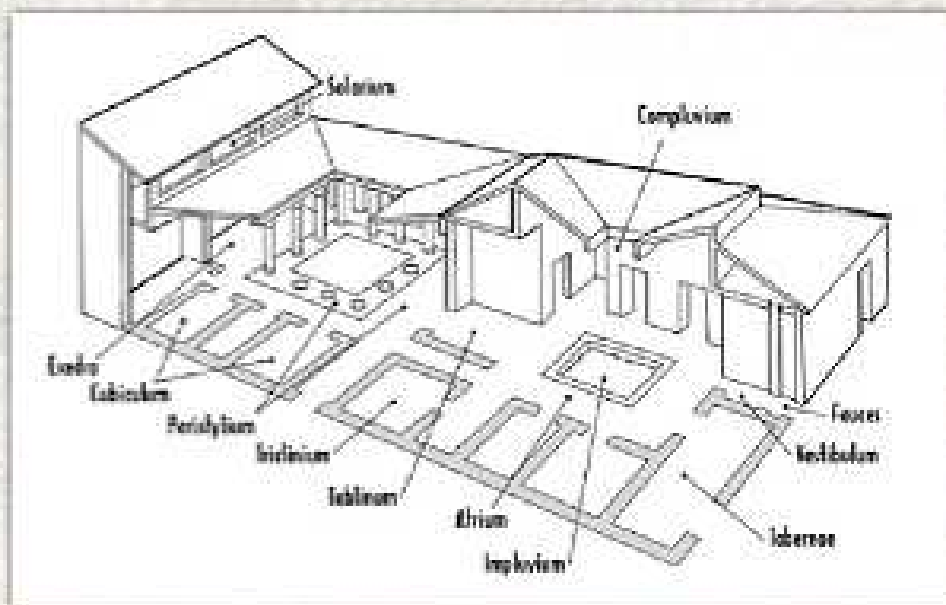 Solarium
Compluvium
Exedra
Cubiculum
Peristylium
Triclinium
Tablinum
Atrium
Impluvium
Fauces
Vestibulum
Tabernae